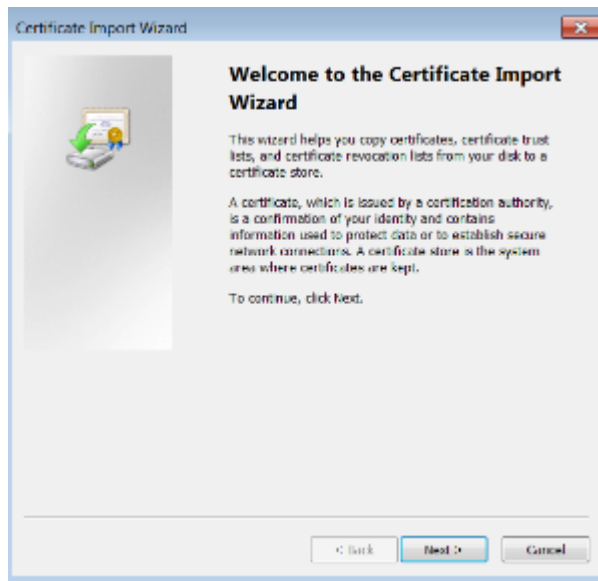 Certificate Import Wizard
Welcome to the Certificate Import
Wizard
This wizard helps you copy certificates, certificate trust
lists, and certificate revocation lists from your disk to a
certificate store.
A certificate, which is issued by a certification authority,
is a confirmation of your identity and contains
information used to protect data or to establish secure
network connections. A certificate store is the system
area where certificates are kept.
To continue, click Next.
< Back Next > Cancel